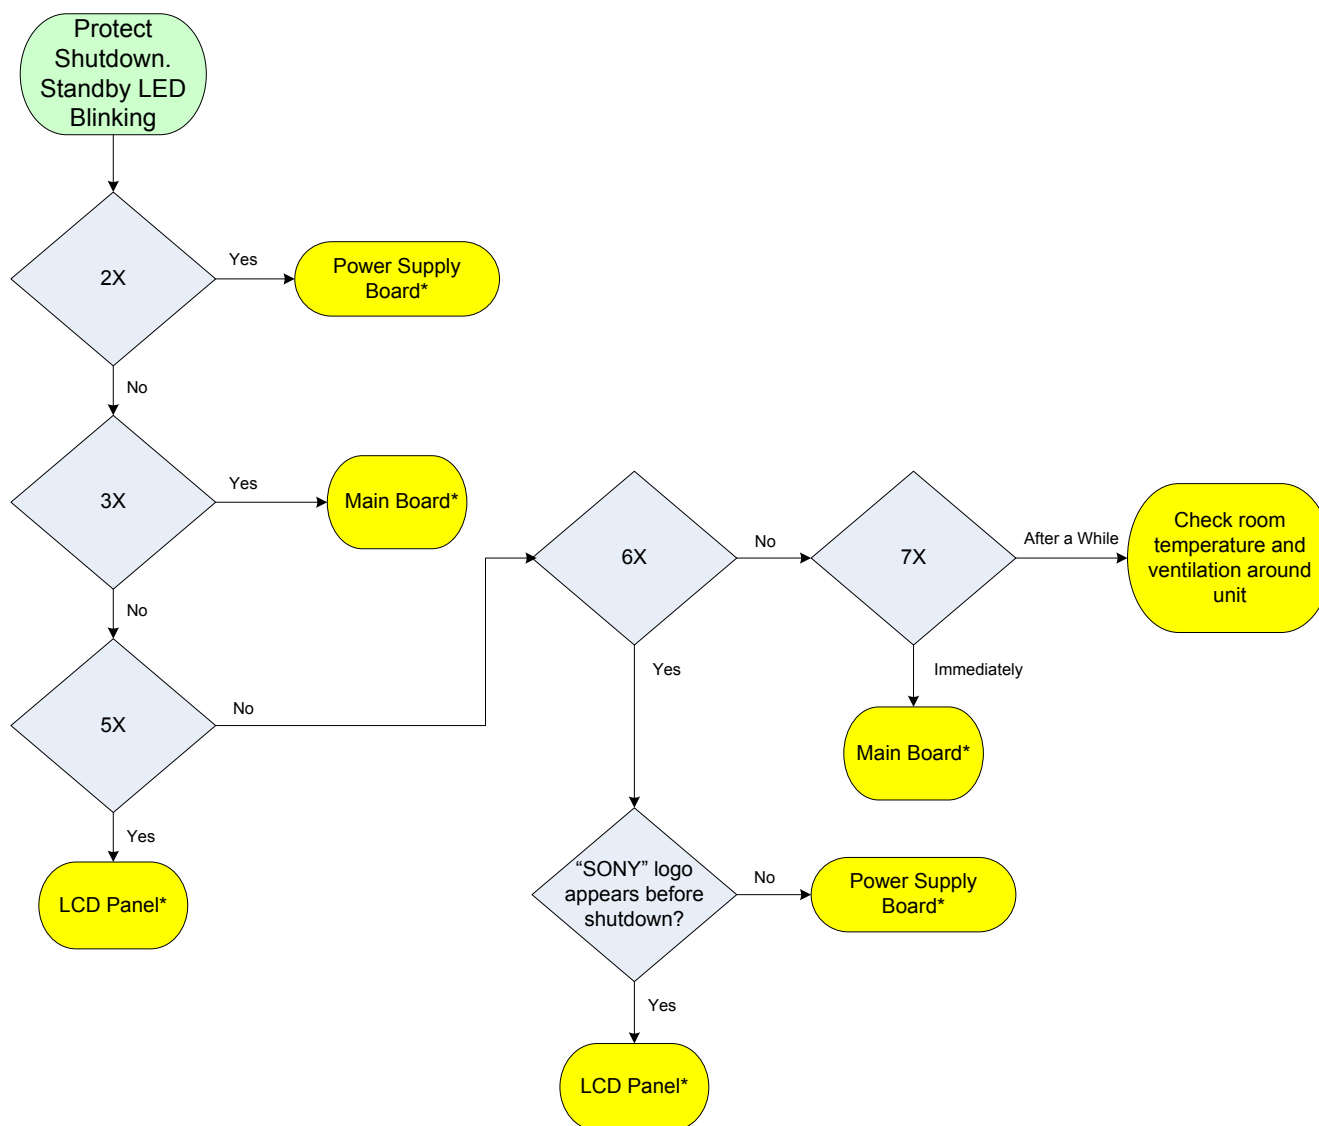 Protect
Shutdown.
Standby LED
Blinking
2X
Yes
Power Supply
Board*
No
3X
Yes
Main Board*
No
5X
No
Yes
LCD Panel*
6X
No
7X
After a While
Check room
temperature and
ventilation around
unit
Immediately
Main Board*
Yes
“SONY” logo
appears before
shutdown?
No
Power Supply
Board*
Yes
LCD Panel*